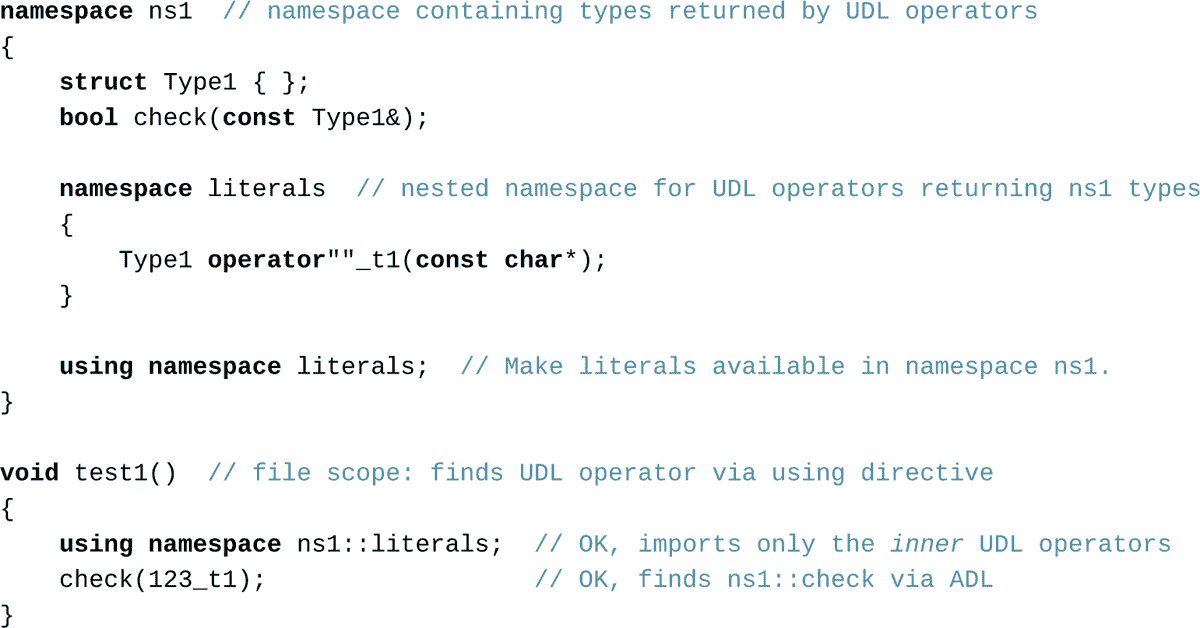 namespace ns1  // namespace containing types returned by UDL operators
{
    struct Type1 { };
    bool check(const Type1&);

    namespace literals  // nested namespace for UDL operators returning ns1 types
    {
        Type1 operator""_t1(const char*);
    }

    using namespace literals;  // Make literals available in namespace ns1.
}

void test1()  // file scope: finds UDL operator via using directive
{
    using namespace ns1::literals;  // OK, imports only the inner UDL operators
    check(123_t1);                  // OK, finds ns1::check via ADL
}